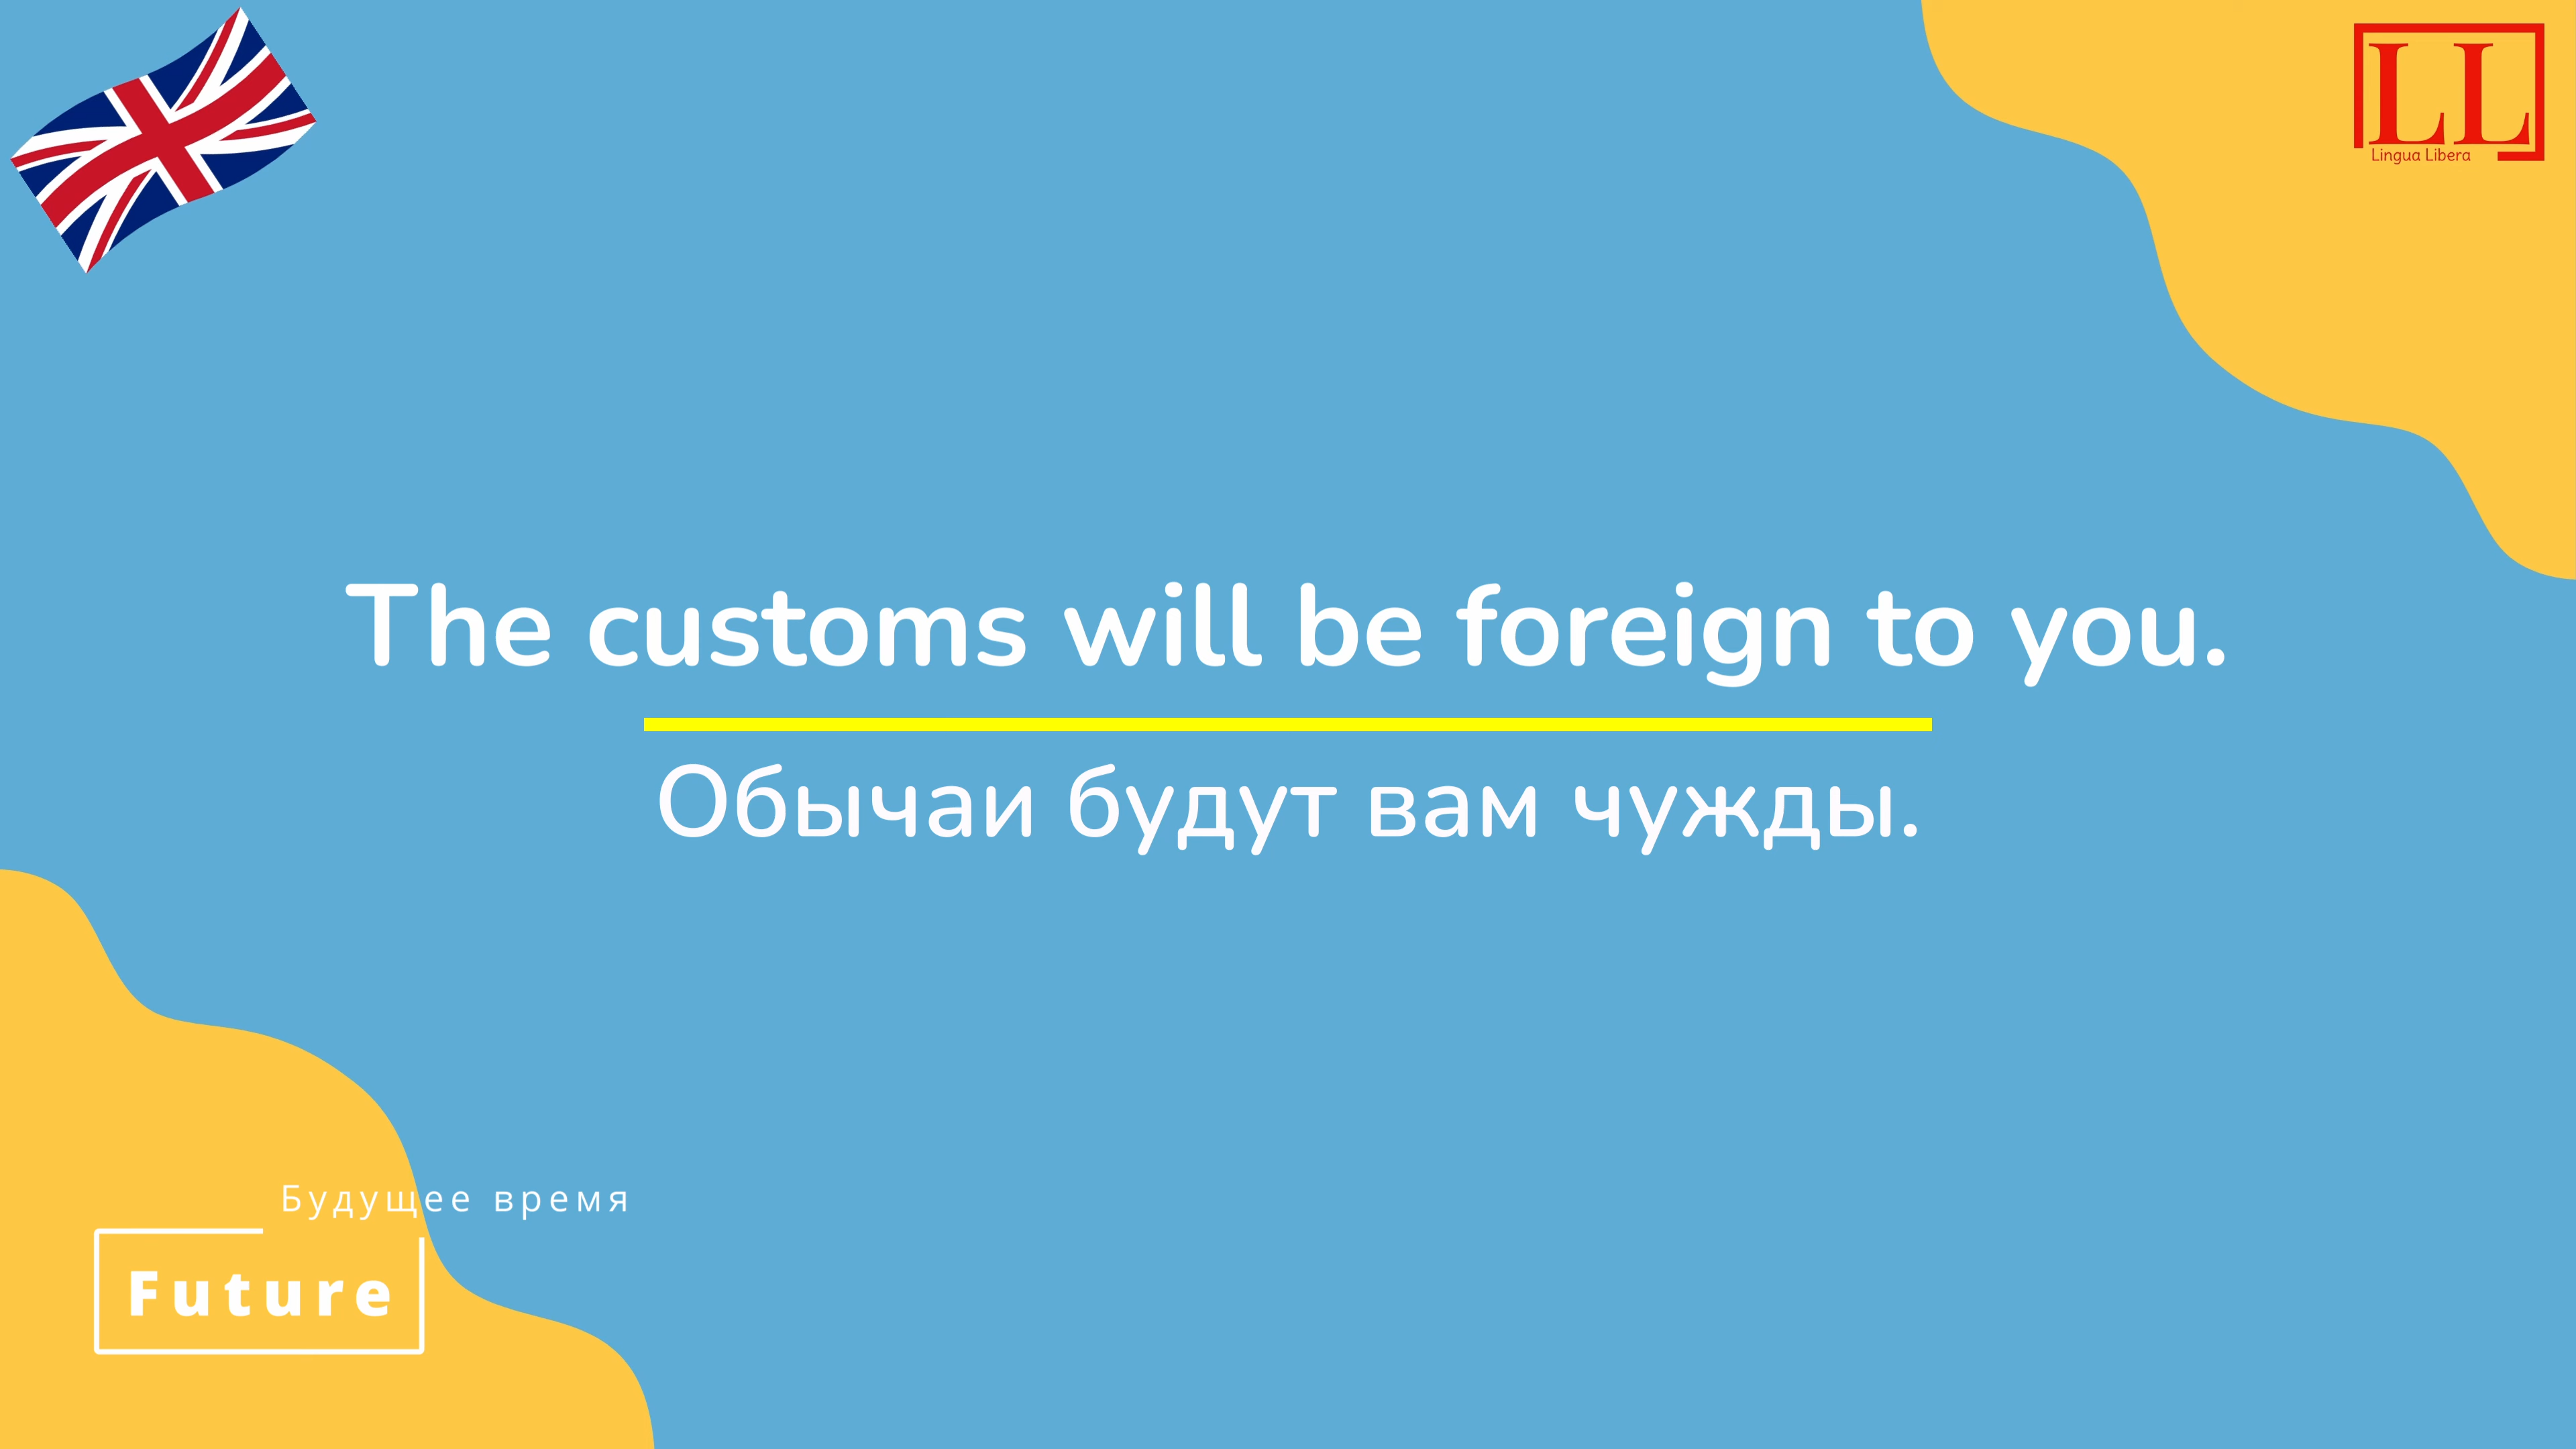 LL
Lingua Libera
The customs will be foreign to you.
Обычаи будут вам чужды.
Будущее время
Future